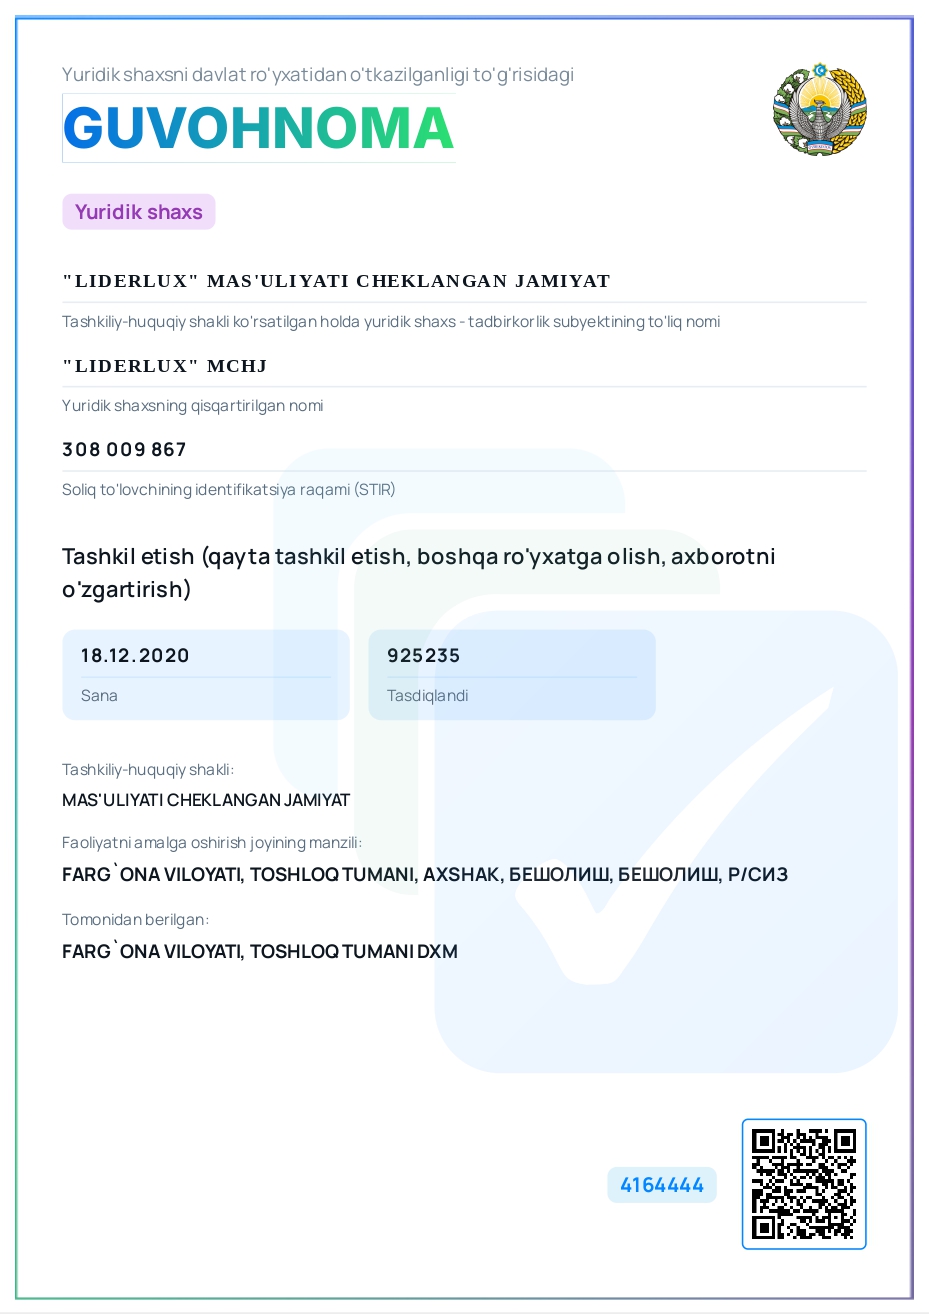 Yuridik shaxsni davlat ro'yxatidan o'tkazilganligi to'g'risidagi
GUVOHNOMA
Yuridik shaxs
"LIDERLUX" MAS'ULIYATI CHEKLANGAN JAMIYAT
Tashkiliy-huquqiy shakli ko'rsatilgan holda yuridik shaxs - tadbirkorlik subyektining to'liq nomi
"LIDERLUX" MCHJ
Yuridik shaxsning qisqartirilgan nomi
308 009 867
Soliq to'lovchining identifikatsiya raqami (STIR)
Tashkil etish (qayta tashkil etish, boshqa ro'yxatga olish, axborotni
o'zgartirish)
18.12.2020
Sana
925235
Tasdiqlandi
Tashkiliy-huquqiy shakli:
MAS'ULIYATI CHEKLANGAN JAMIYAT
Faoliyatni amalga oshirish joyining manzili:
FARG`ONA VILOYATI, TOSHLOQ TUMANI, AXSHAK, БЕШОЛИШ, БЕШОЛИШ, Р/СИЗ
Tomonidan berilgan:
FARG`ONA VILOYATI, TOSHLOQ TUMANI DXM
4164444